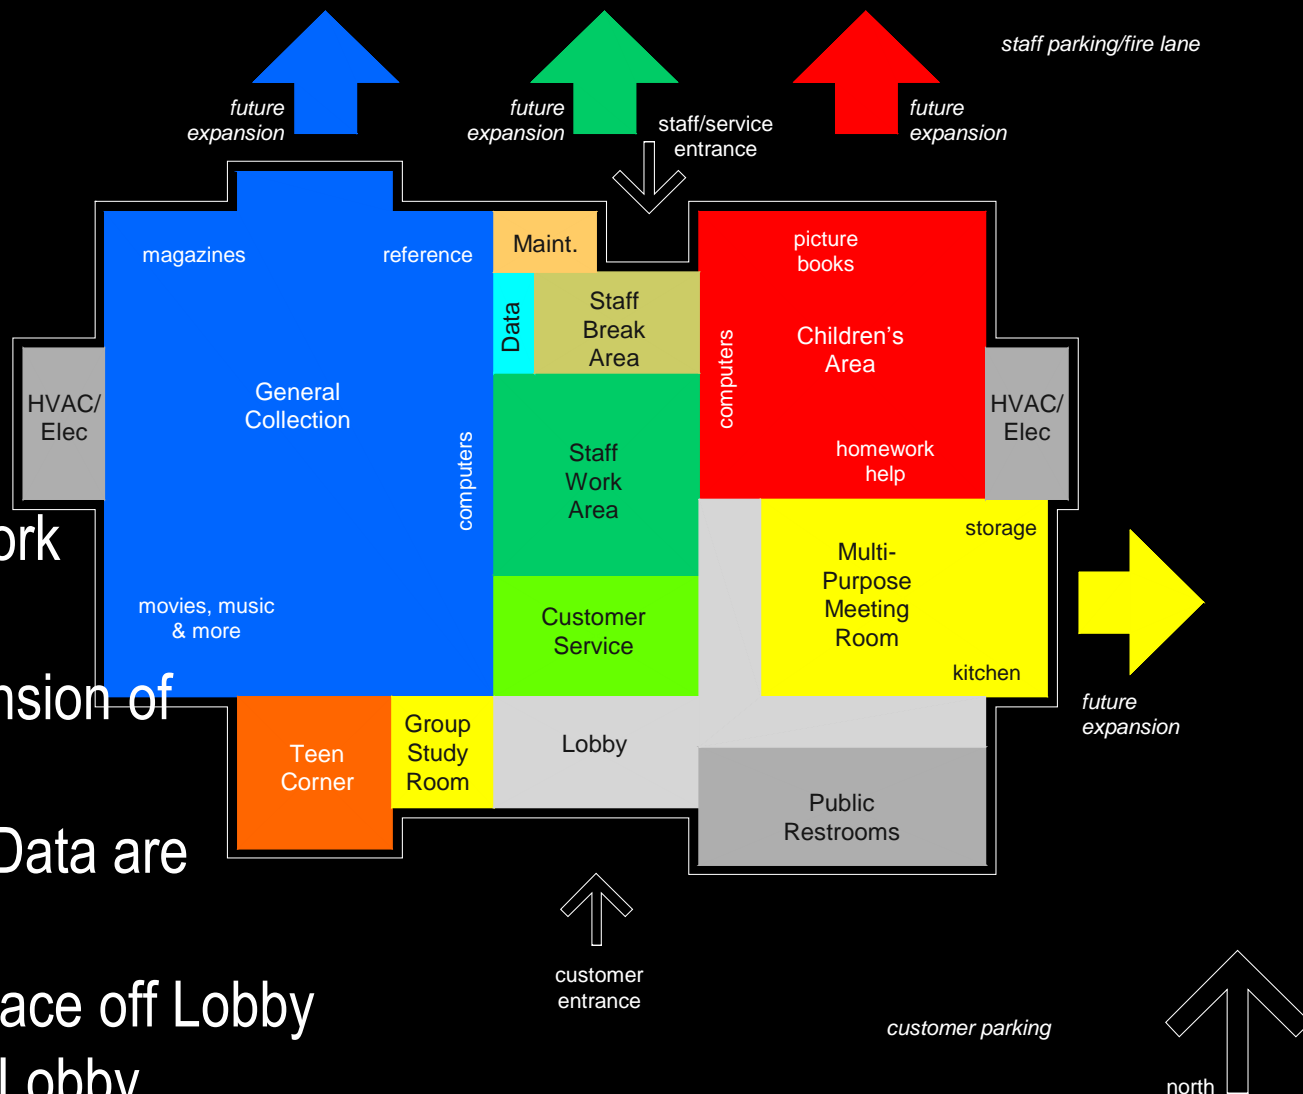 staff parking/fire lane
future
expansion
future
expansion
future
expansion
staff/service
entrance
magazines
reference
Maint.
picture
books
Data
Staff
Break
Area
computers
Children's
Area
HVAC/
Elec
General
Collection
HVAC/
Elec
computers
Staff
Work
Area
homework
help
ork
storage
Multi-
Purpose
Meeting
Room
movies, music
& more
Customer
Service
kitchen
nsion of
future
expansion
Teen
Corner
Group
Study
Room
Lobby
Public
Restrooms
Data are
customer
entrance
ace off Lobby
customer parking
Lobby
north